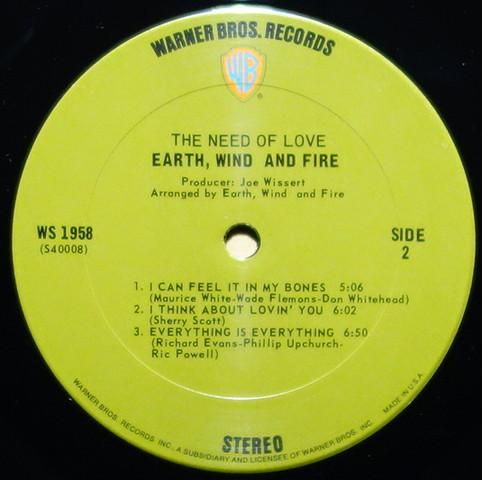 WARNER BROS. RECORDS
WB
®
THE NEED OF LOVE
EARTH, WIND AND FIRE
Producer: Joe Wissert
Arranged by Earth, Wind and Fire
WS 1958
(S40008)
SIDE
2
1. I CAN FEEL IT IN MY BONES 5:06
(Maurice White-Wade Flemons-Don Whitehead)
2. I THINK ABOUT LOVIN' YOU 6:02
(Sherry Scott)
3. EVERYTHING IS EVERYTHING 6:50
(Richard Evans-Phillip Upchurch-
Ric Powell)
STEREO
WARNER BROS. RECORDS INC., A SUBSIDIARY AND LICENSEE OF WARNER BROS. INC. MADE IN U.S.A.